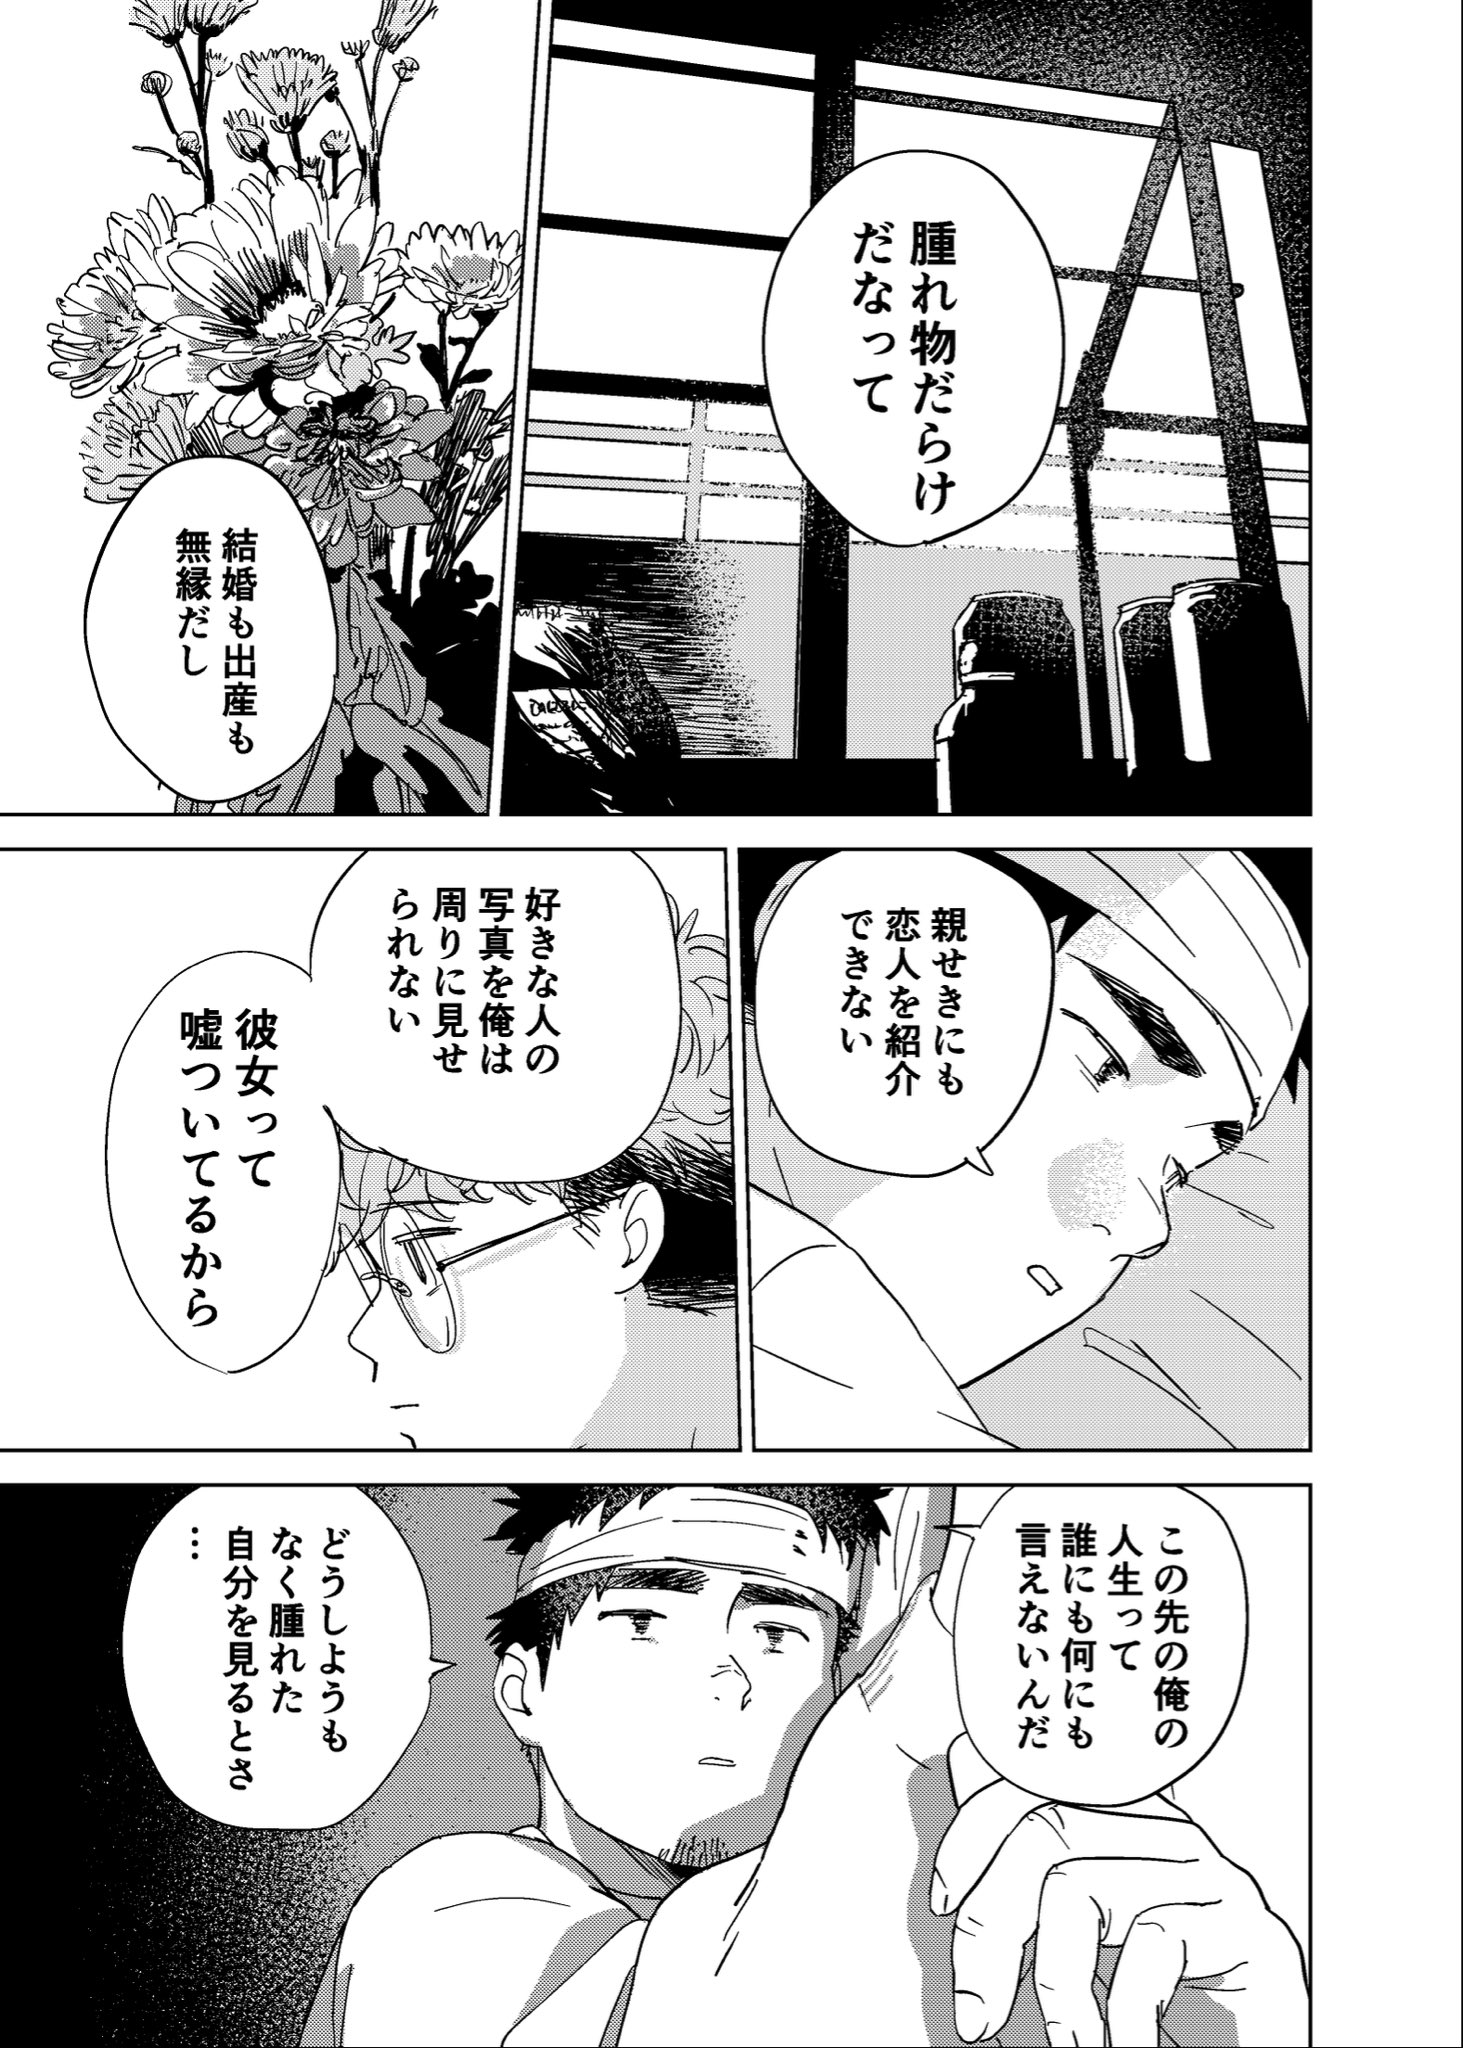 腫れ物だらけ
だなって
結婚も出産も
無縁だし
親せきにも
恋人を紹介
できない
好きな人の
写真を俺は
周りに見せ
られない
彼女って
嘘ついてるから
この先の俺の
人生って
誰にも何にも
言えないんだ
どうしようも
なく腫れた
自分を見るとさ
…